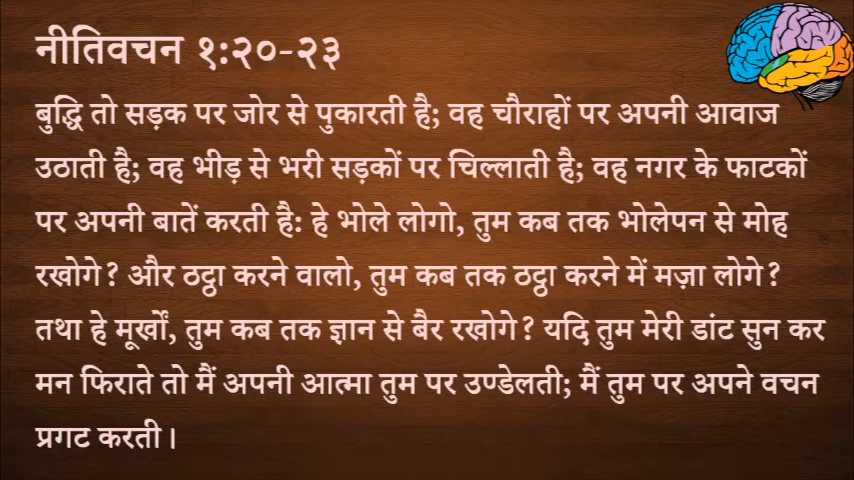 नीतिवचन १:२०-२३
बुद्धि तो सड़क पर जोर से पुकारती है; वह चौराहों पर अपनी आवाज
उठाती है; वह भीड़ से भरी सड़कों पर चिल्लाती है; वह नगर के फाटकों
पर अपनी बातें करती है: हे भोले लोगो, तुम कब तक भोलेपन से मोह
रखोगे? और ठट्ठा करने वालो, तुम कब तक ठट्ठा करने में मज़ा लोगे?
तथा हे मूर्खों, तुम कब तक ज्ञान से बैर रखोगे? यदि तुम मेरी डांट सुन कर
मन फिराते तो मैं अपनी आत्मा तुम पर उण्डेलती; मैं तुम पर अपने वचन
प्रगट करती।